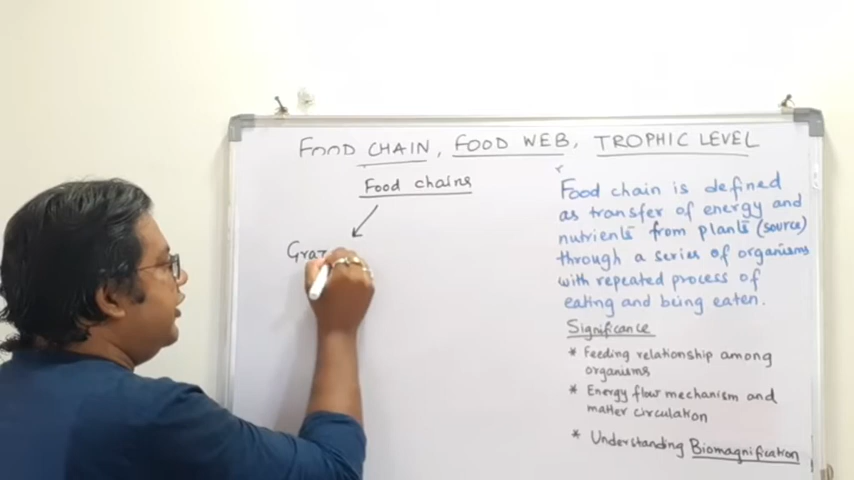 FOOD CHAIN, FOOD WEB, TROPHIC LEVEL
Food chains
Graz
Food chain is defined
as transfer of energy and
nutrients from plants (source)
through a series of organisms
with repeated process of
eating and being eaten.
Significance
* Feeding relationship among
organisms
* Energy flow mechanism and
matter circulation
* Understanding Biomagnification